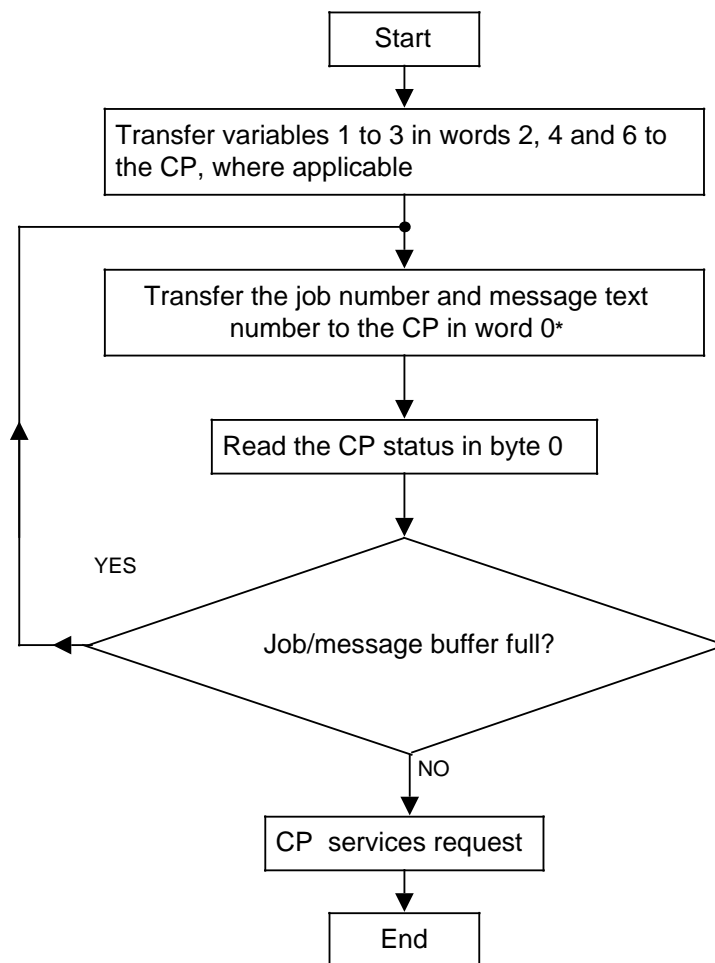 Start
Transfer variables 1 to 3 in words 2, 4 and 6 to
the CP, where applicable
Transfer the job number and message text
number to the CP in word 0*
Read the CP status in byte 0
YES
Job/message buffer full?
NO
CP services request
End